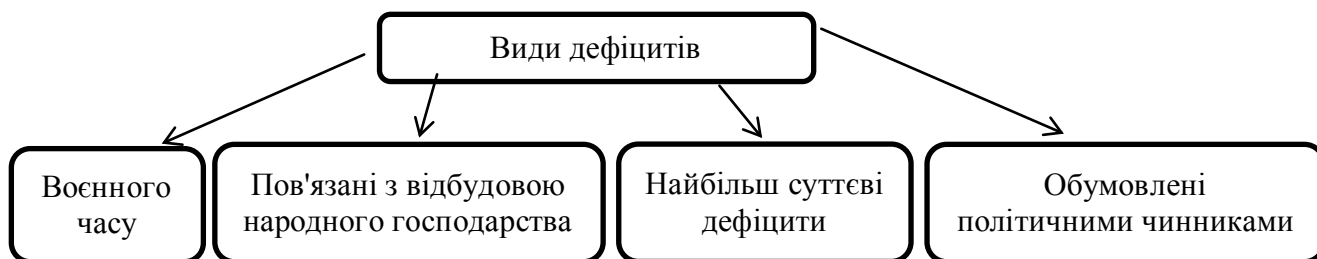 Види дефіцитів
Воєнного
часу
Пов'язані з відбудовою
народного господарства
Найбільш суттєві
дефіцити
Обумовлені
політичними чинниками